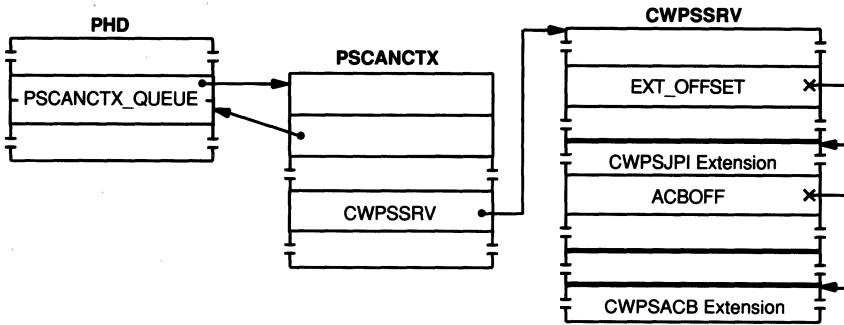 PHD
PSCANCTX_QUEUE
PSCANCTX
CWPSSRV
CWPSSRV
EXT_OFFSET
CWPSJPI Extension
ACBOFF
CWPSACB Extension